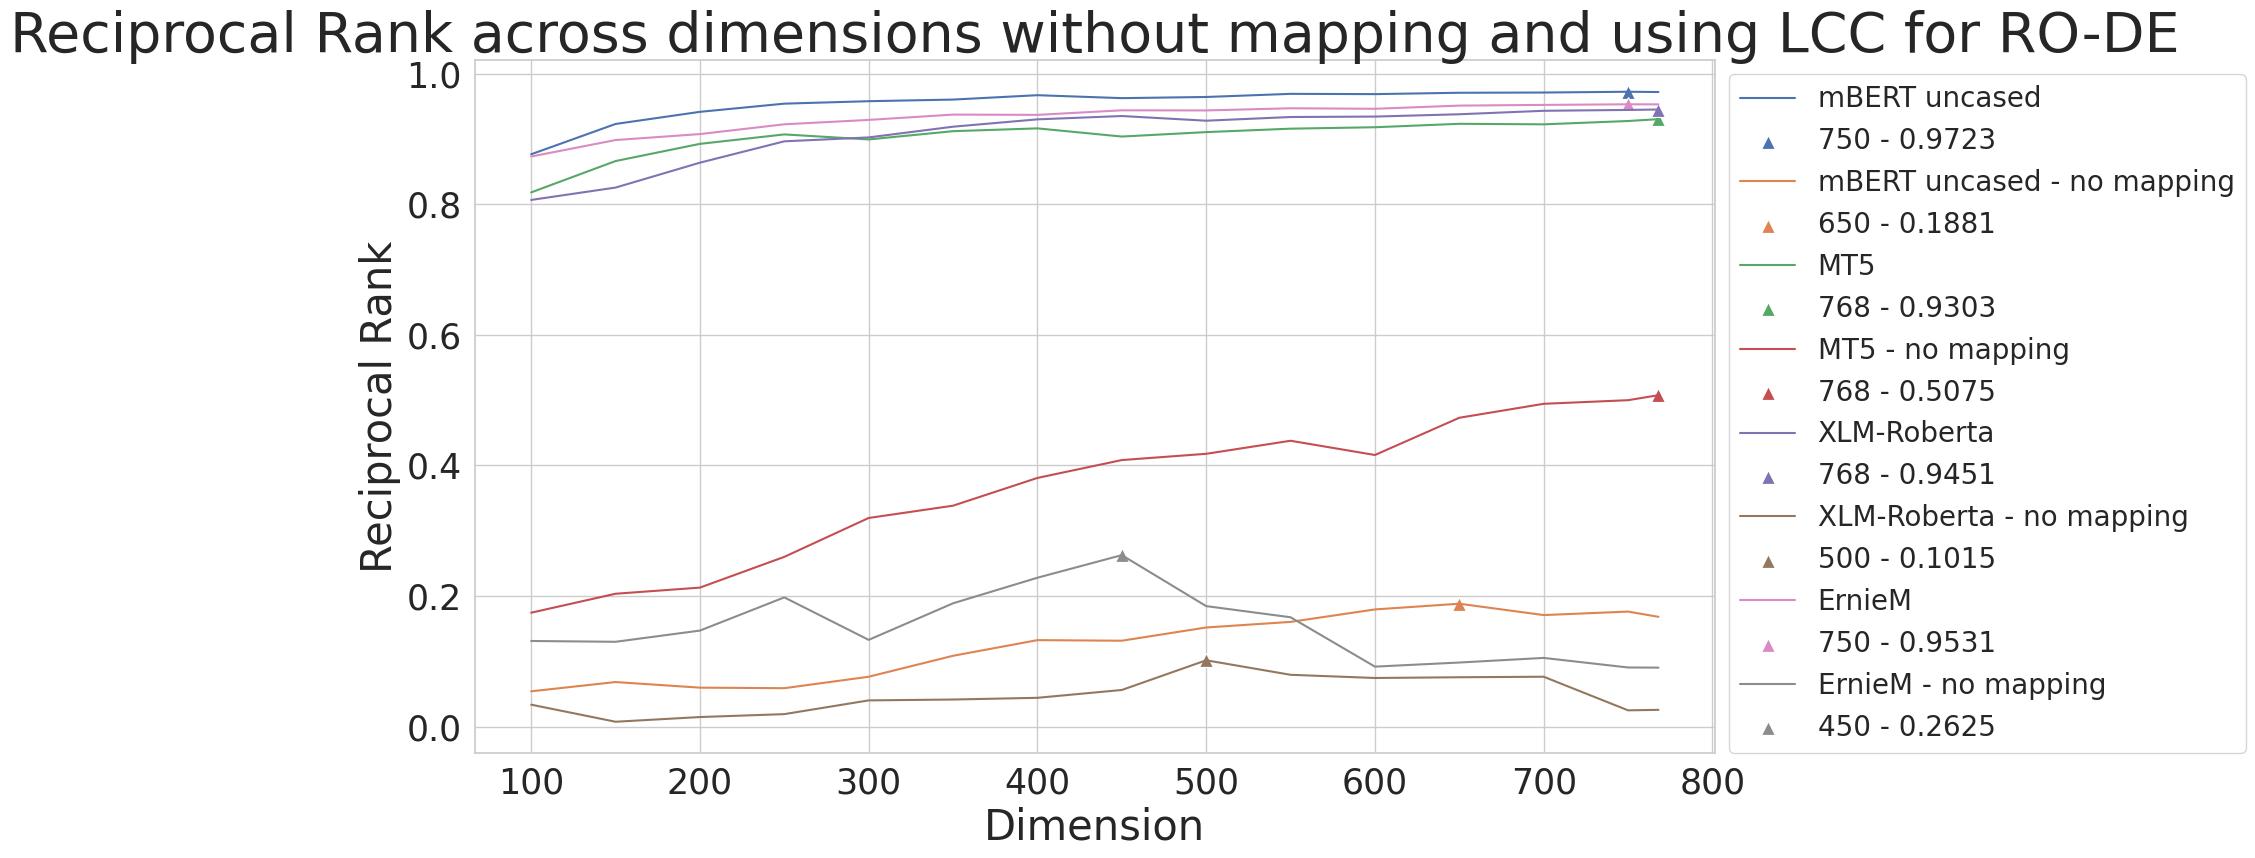 Reciprocal Rank across dimensions without mapping and using LCC for RO-DE
1.0
0.8
0.6
0.4
0.2
0.0
Reciprocal Rank
100 200 300 400 500 600 700 800
Dimension
mBERT uncased
750 - 0.9723
mBERT uncased - no mapping
650 - 0.1881
MT5
768 - 0.9303
MT5 - no mapping
768 - 0.5075
XLM-Roberta
768 - 0.9451
XLM-Roberta - no mapping
500 - 0.1015
ErnieM
750 - 0.9531
ErnieM - no mapping
450 - 0.2625